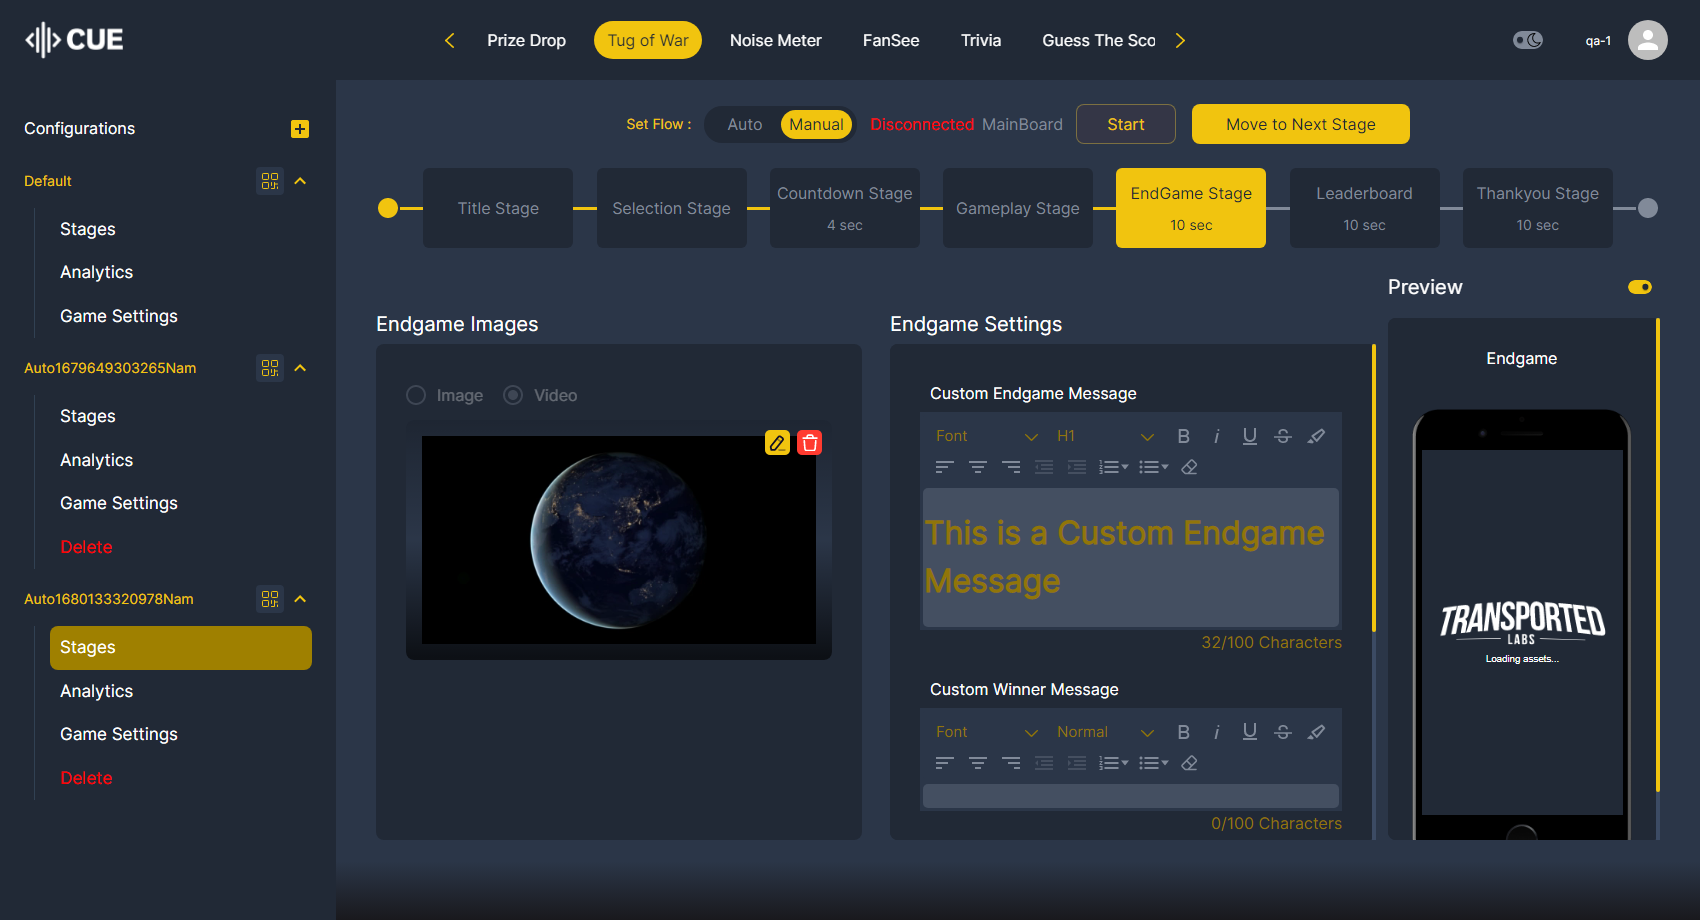 CUE
Prize Drop
Tug of War
Noise Meter
FanSee
Trivia
Guess The Sco
qa-1
Configurations
Default
Stages
Analytics
Game Settings
Auto1679649303265Nam
Stages
Analytics
Game Settings
Delete
Auto1680133320978Nam
Stages
Analytics
Game Settings
Delete
Set Flow :
Auto
Manual
Disconnected MainBoard
Start
Move to Next Stage
Title Stage
Selection Stage
Countdown Stage
4 sec
Gameplay Stage
EndGame Stage
10 sec
Leaderboard
10 sec
Thankyou Stage
10 sec
Endgame Images
Image
Video
Endgame Settings
Custom Endgame Message
Font
H1
B
i
U
S
This is a Custom Endgame
Message
32/100 Characters
Custom Winner Message
Font
Normal
B
i
U
S
0/100 Characters
Preview
Endgame
TRANSPORTED
LABS
Loading assets...